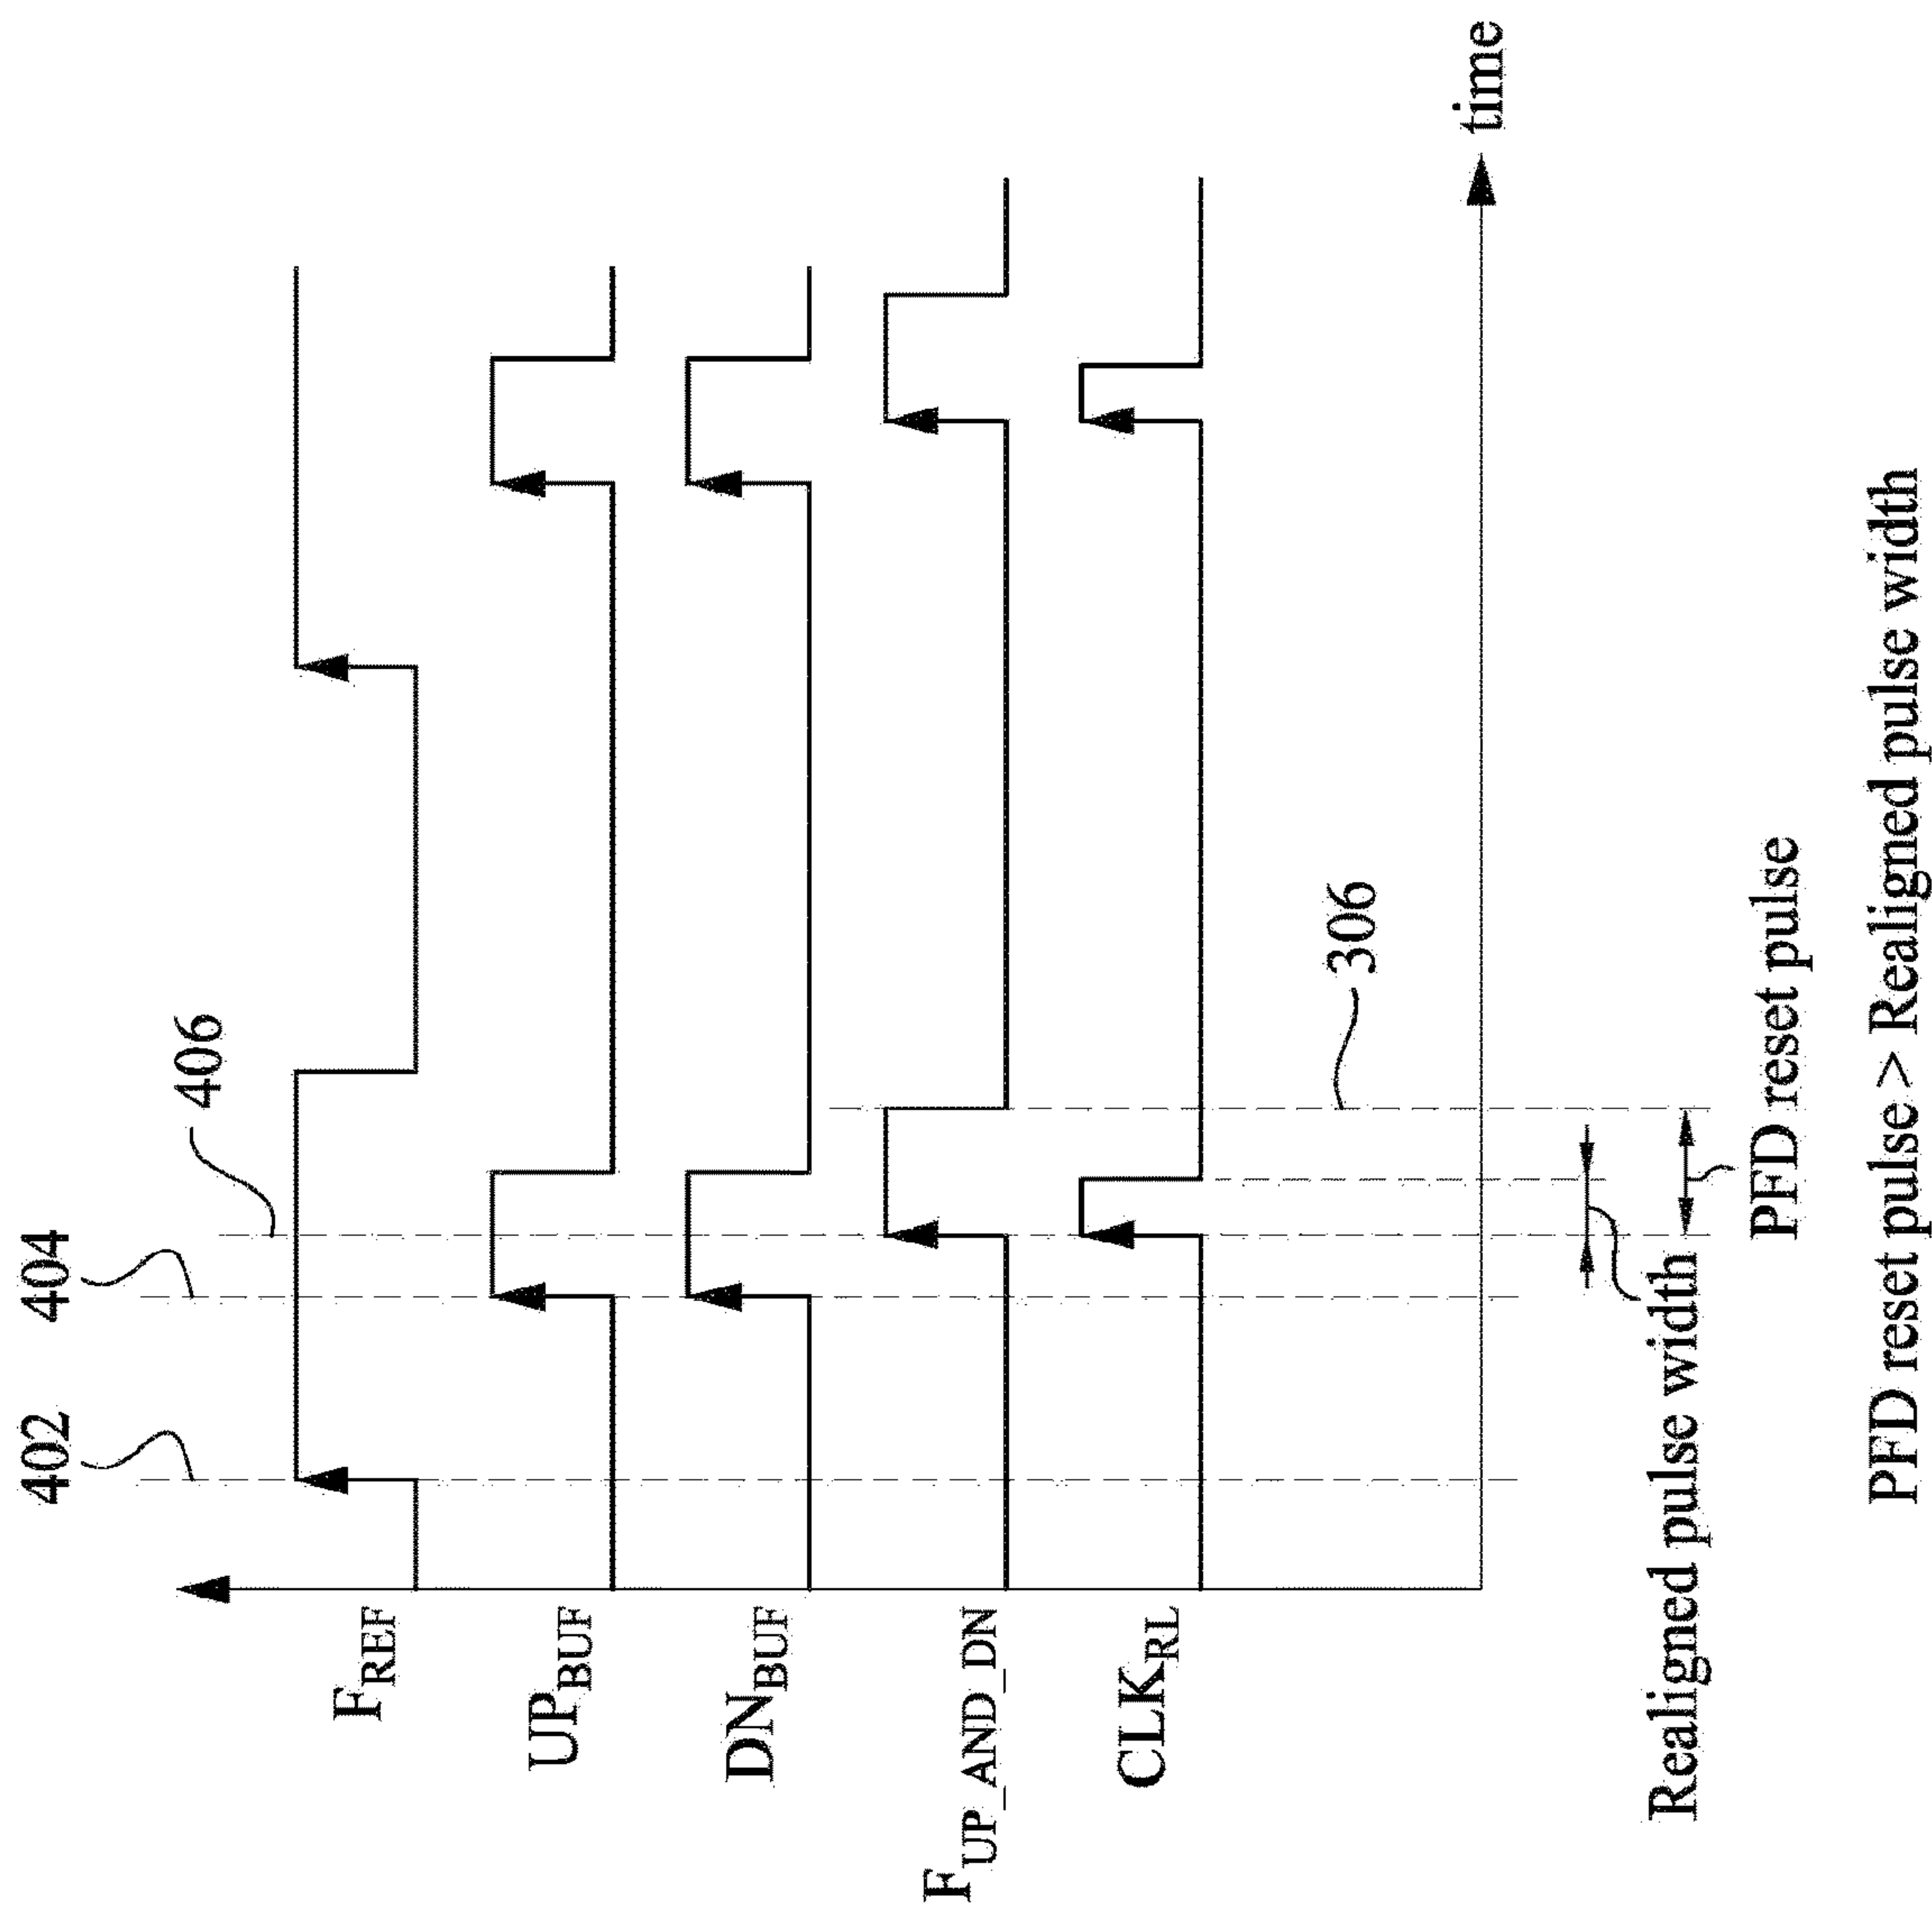 402
404
406
F_REF
UP_BUF
DN_BUF
F_UP_AND_DN
CLK_RL
306
time
Realigned pulse width
PFD reset pulse
PFD reset pulse > Realigned pulse width